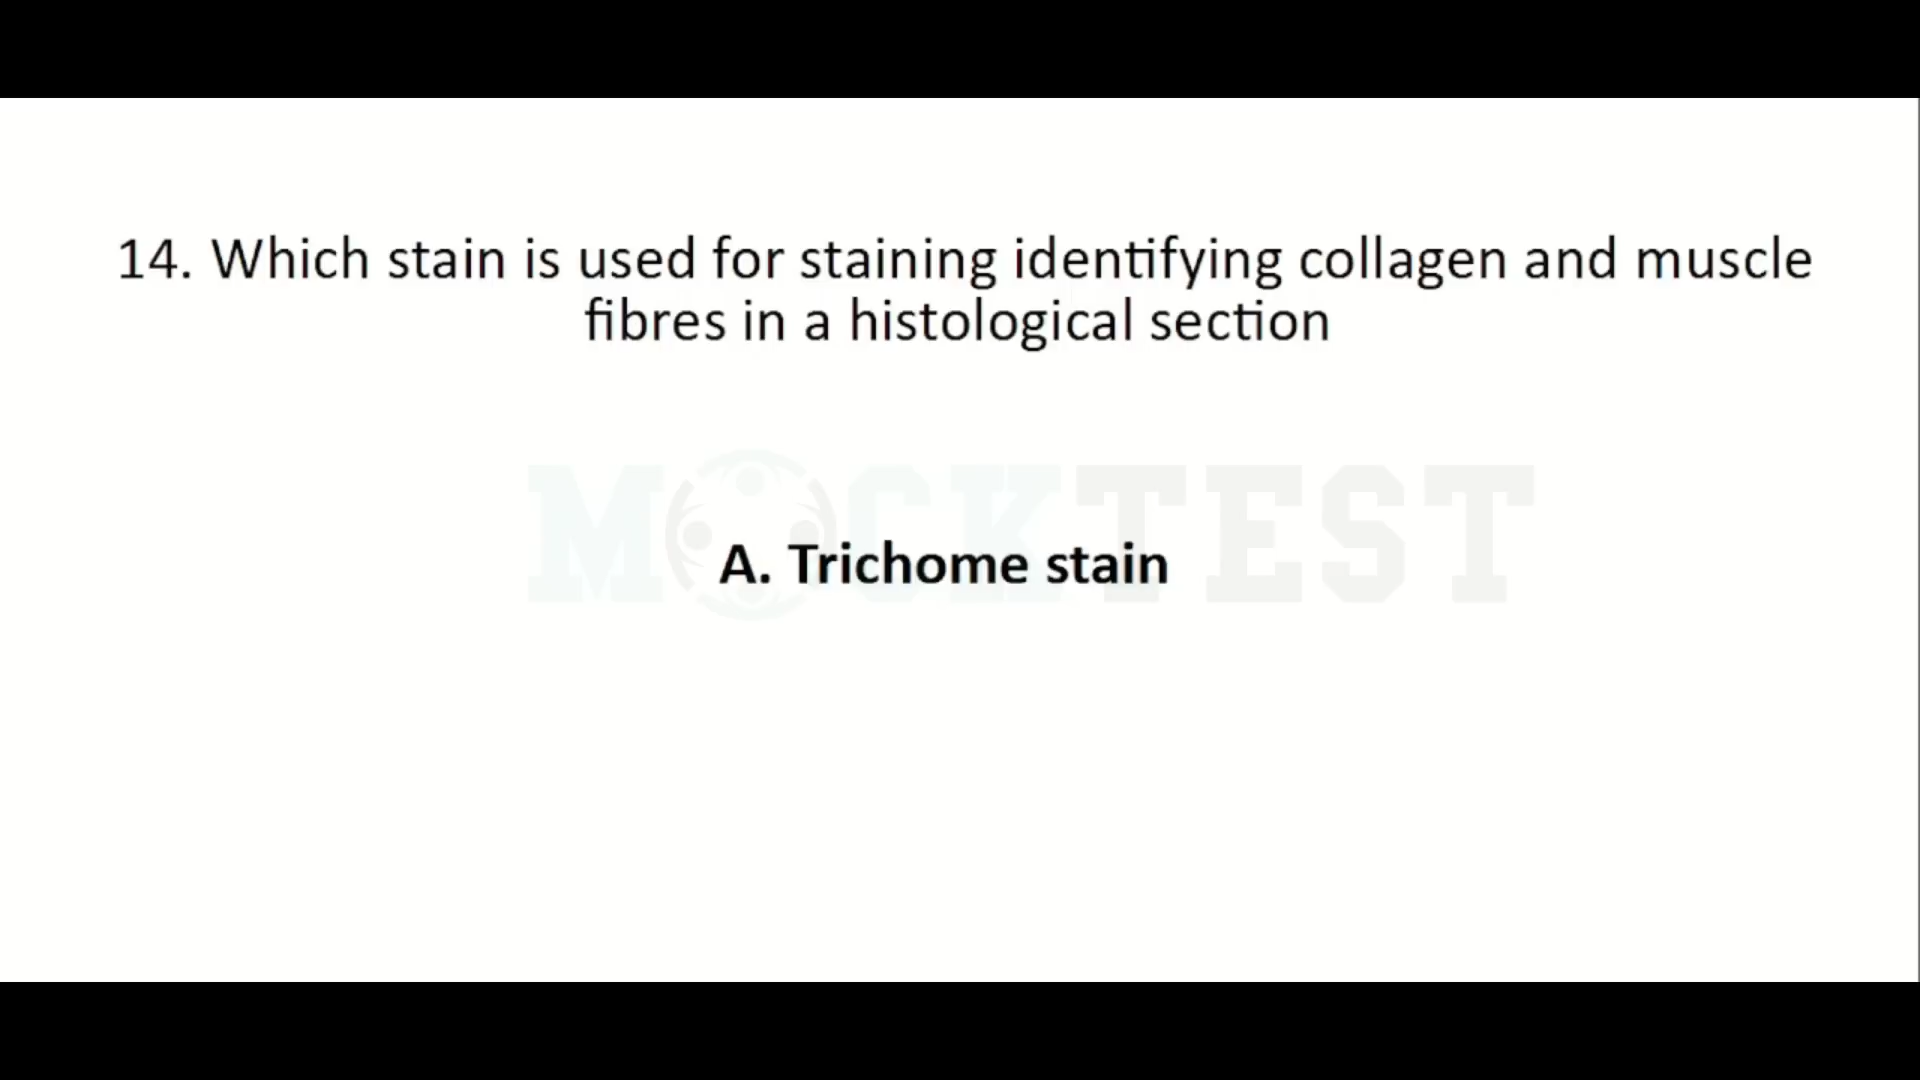 14. Which stain is used for staining identifying collagen and muscle
fibres in a histological section
MOCKTEST
A. Trichome stain